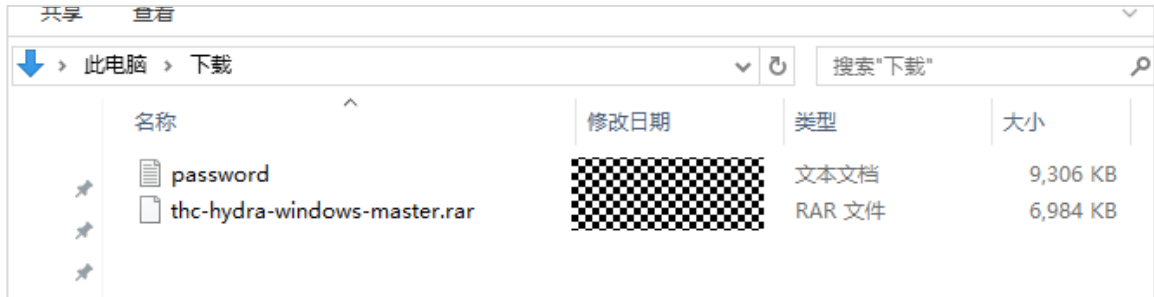 共享 查看
此电脑 下载
搜索"下载"
名称 修改日期 类型 大小
password 文本文档 9,306 KB
thc-hydra-windows-master.rar RAR 文件 6,984 KB